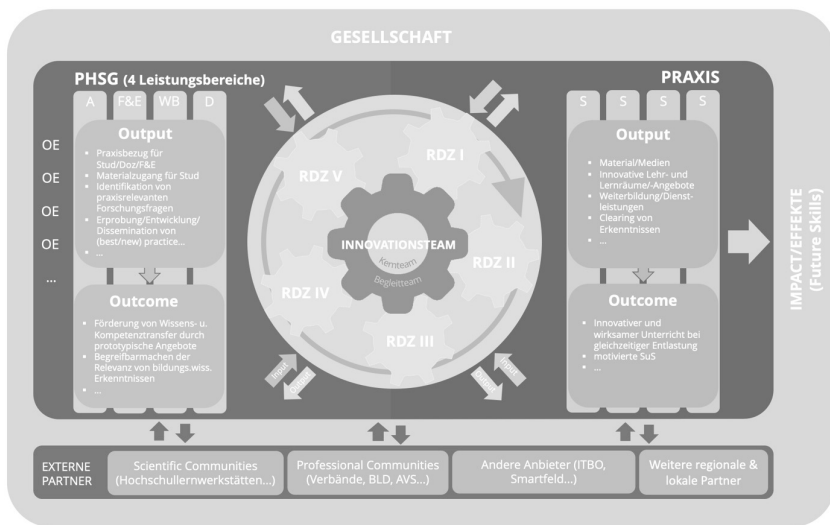 GESELLSCHAFT
PHSG (4 Leistungsbereiche)
A
F&E
WB
D
OE
OE
OE
OE
...
Output
• Praxisbezug für
Stud/Doz/F&E
• Materialzugang für Stud
• Identifikation von
praxisrelevanten
Forschungsfragen
• Erprobung/Entwicklung/
Dissemination von
(best/new) practice...
• ...
Outcome
• Förderung von Wissens- u.
Kompetenztransfer durch
prototypische Angebote
• Begreifbarmachen der
Relevanz von bildungs.wiss.
Erkenntnissen
• ...
RDZ V
RDZ I
INNOVATIONSTEAM
Kernteam
Begleitteam
RDZ II
RDZ IV
RDZ III
Input
Output
Input
Output
PRAXIS
S
S
S
S
Output
• Material/Medien
• Innovative Lehr- und
Lernräume/-Angebote
• Weiterbildung/Dienst-
leistungen
• Clearing von
Erkenntnissen
• ...
Outcome
• Innovativer und
wirksamer Unterricht bei
gleichzeitiger Entlastung
• motivierte SuS
• ...
IMPACT/EFFEKTE
(Future Skills)
EXTERNE
PARTNER
Scientific Communities
(Hochschullernwerkstätten...)
Professional Communities
(Verbände, BLD, AVS...)
Andere Anbieter (ITBO,
Smartfeld...)
Weitere regionale &
lokale Partner